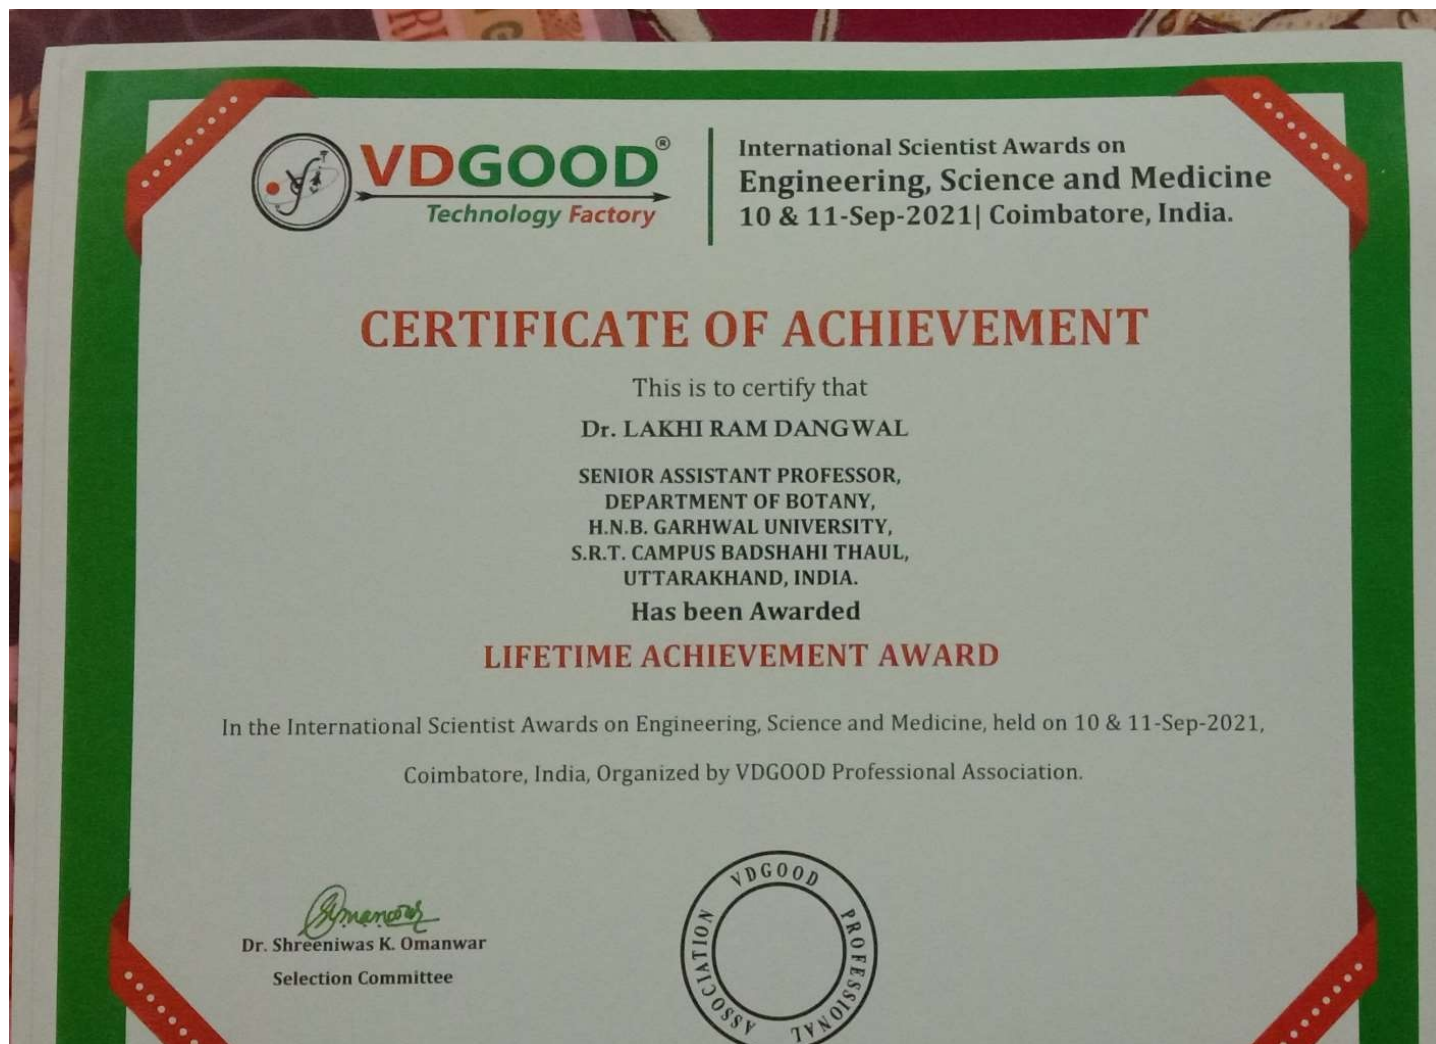 VDGOOD®
Technology Factory
International Scientist Awards on
Engineering, Science and Medicine
10 & 11-Sep-2021| Coimbatore, India.
CERTIFICATE OF ACHIEVEMENT
This is to certify that
Dr. LAKHI RAM DANGWAL
SENIOR ASSISTANT PROFESSOR,
DEPARTMENT OF BOTANY,
H.N.B. GARHWAL UNIVERSITY,
S.R.T. CAMPUS BADSHAHI THAUL,
UTTARAKHAND, INDIA.
Has been Awarded
LIFETIME ACHIEVEMENT AWARD
In the International Scientist Awards on Engineering, Science and Medicine, held on 10 & 11-Sep-2021,
Coimbatore, India, Organized by VDGOOD Professional Association.
Dr. Shreeniwas K. Omanwar
Selection Committee
VDGOOD PROFESSIONAL ASSOCIATION